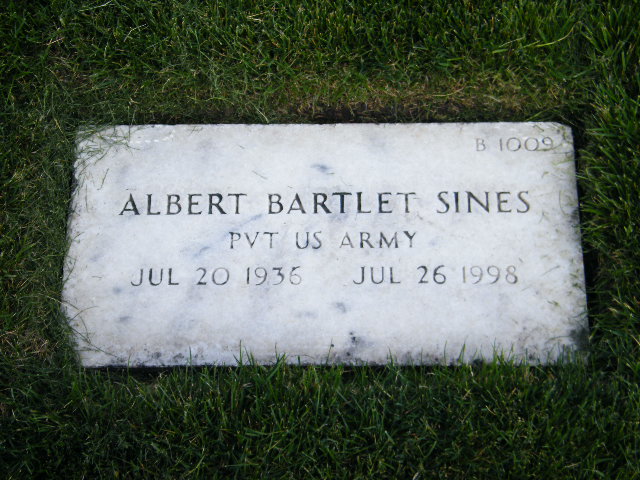 B 1009
ALBERT BARTLET SINES
PVT US ARMY
JUL 20 1936 JUL 26 1998